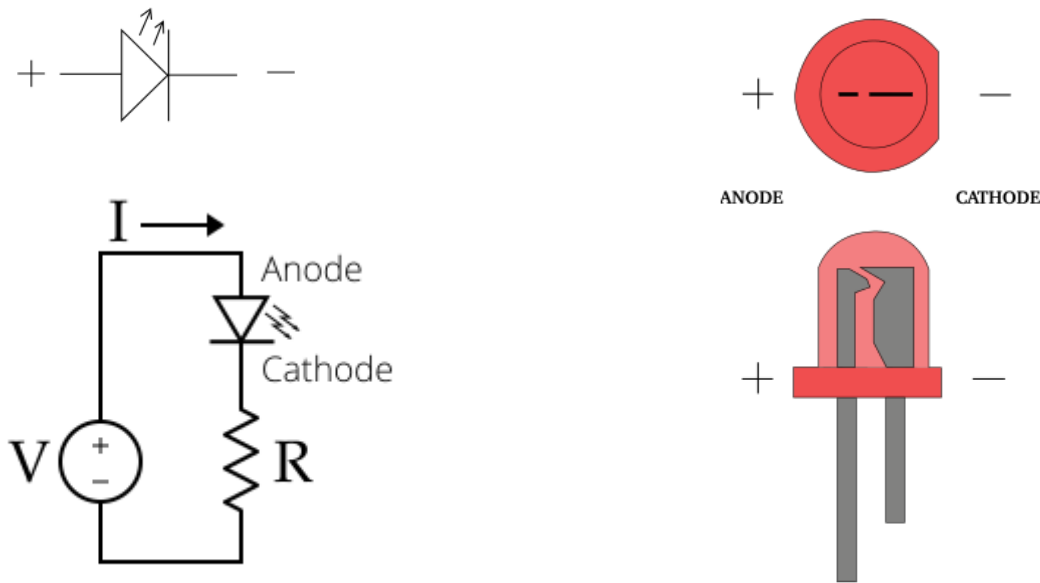 + −
I
Anode
Cathode
V
+
−
R
+ −
ANODE CATHODE
+ −